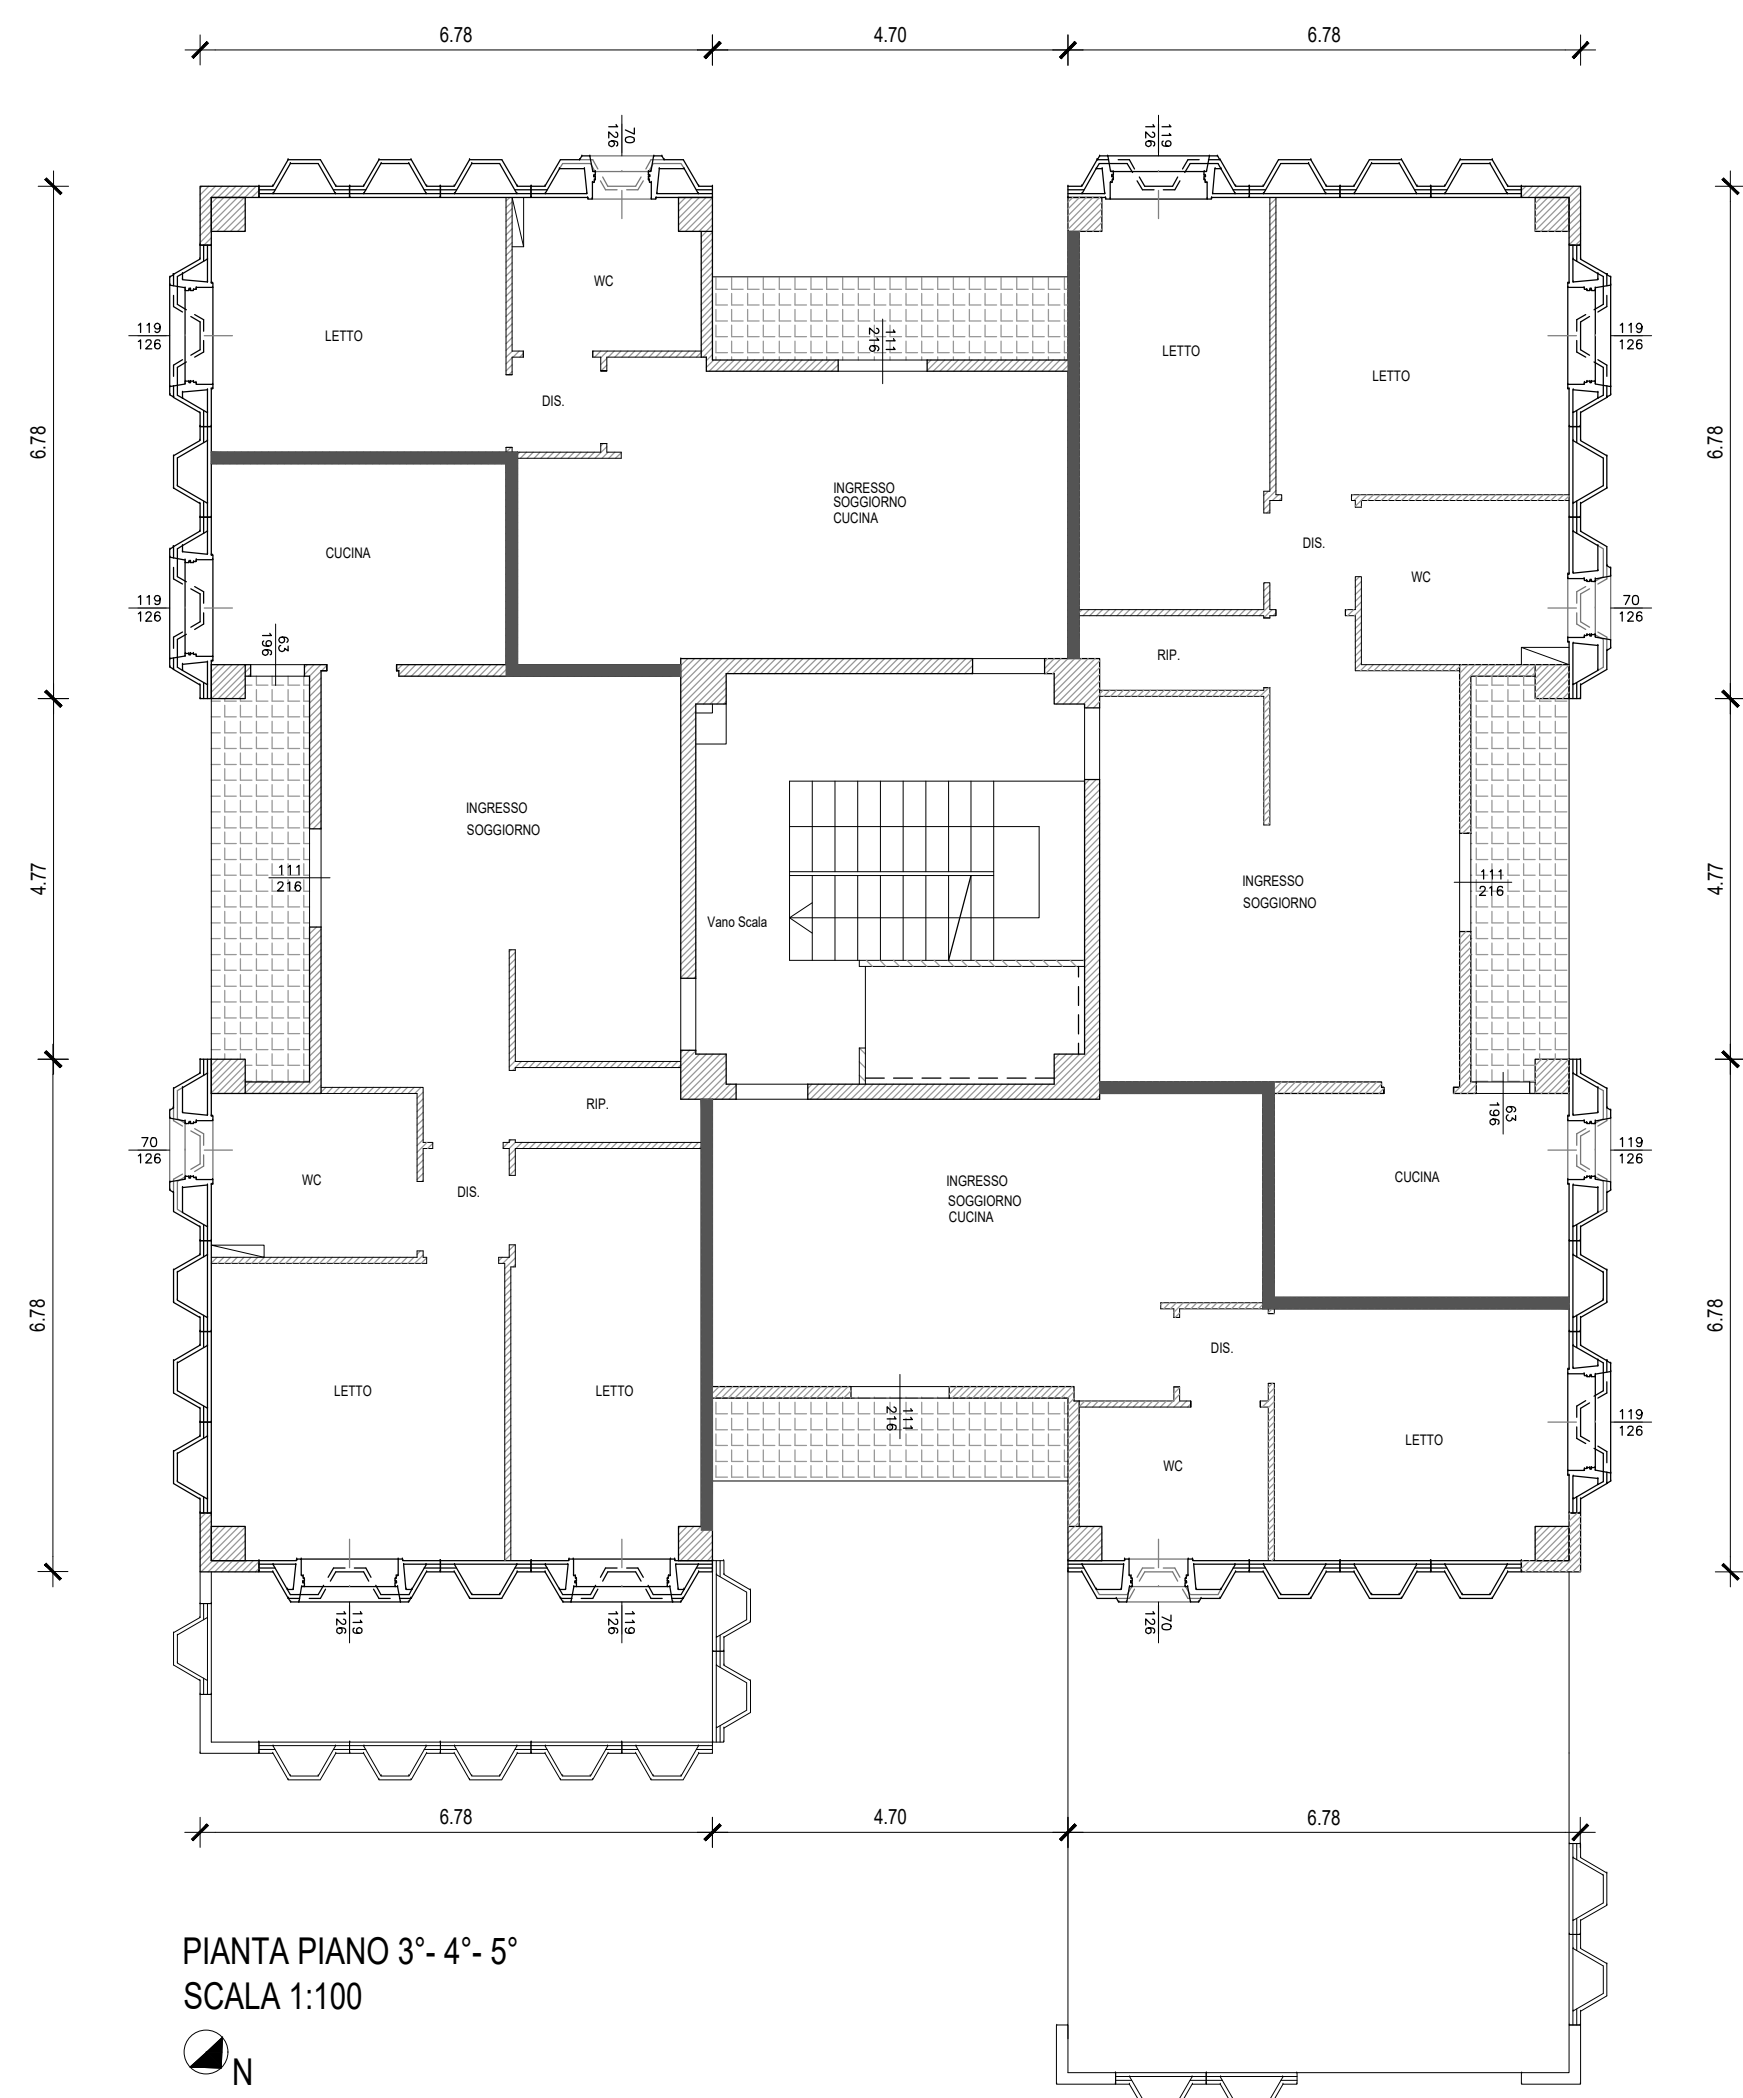 6.78
4.70
6.78
70
126
119
126
WC
LETTO
119
126
111
216
LETTO
LETTO
119
126
DIS.
6.78
6.78
INGRESSO
SOGGIORNO
CUCINA
CUCINA
DIS.
WC
119
126
70
126
63
196
RIP.
INGRESSO
SOGGIORNO
4.77
4.77
111
216
INGRESSO
SOGGIORNO
111
216
Vano Scala
RIP.
63
196
70
126
119
126
WC
DIS.
INGRESSO
SOGGIORNO
CUCINA
CUCINA
6.78
6.78
DIS.
LETTO
LETTO
111
216
119
126
LETTO
WC
119
126
119
126
70
126
6.78
4.70
6.78
PIANTA PIANO 3°- 4°- 5°
SCALA 1:100
N